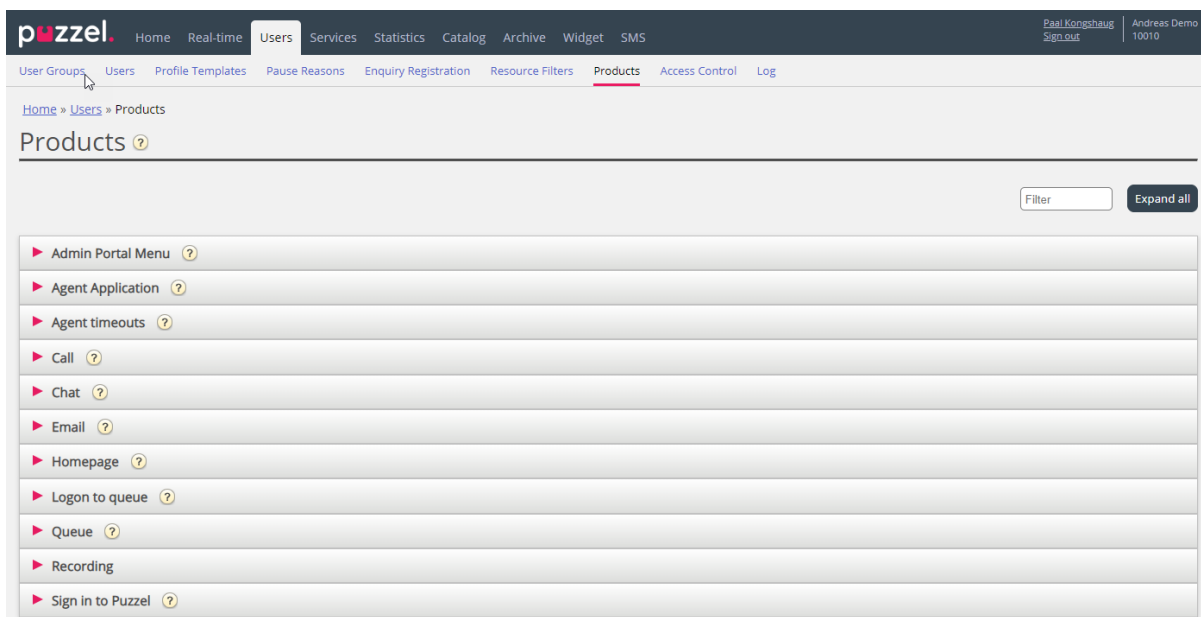 puzzel. Home Real-time Users Services Statistics Catalog Archive Widget SMS Paal Kongshaug Andreas Demo
Sign out 10010
User Groups Users Profile Templates Pause Reasons Enquiry Registration Resource Filters Products Access Control Log
Home » Users » Products
Products ?
Filter Expand all
Admin Portal Menu ?
Agent Application ?
Agent timeouts ?
Call ?
Chat ?
Email ?
Homepage ?
Logon to queue ?
Queue ?
Recording
Sign in to Puzzel ?